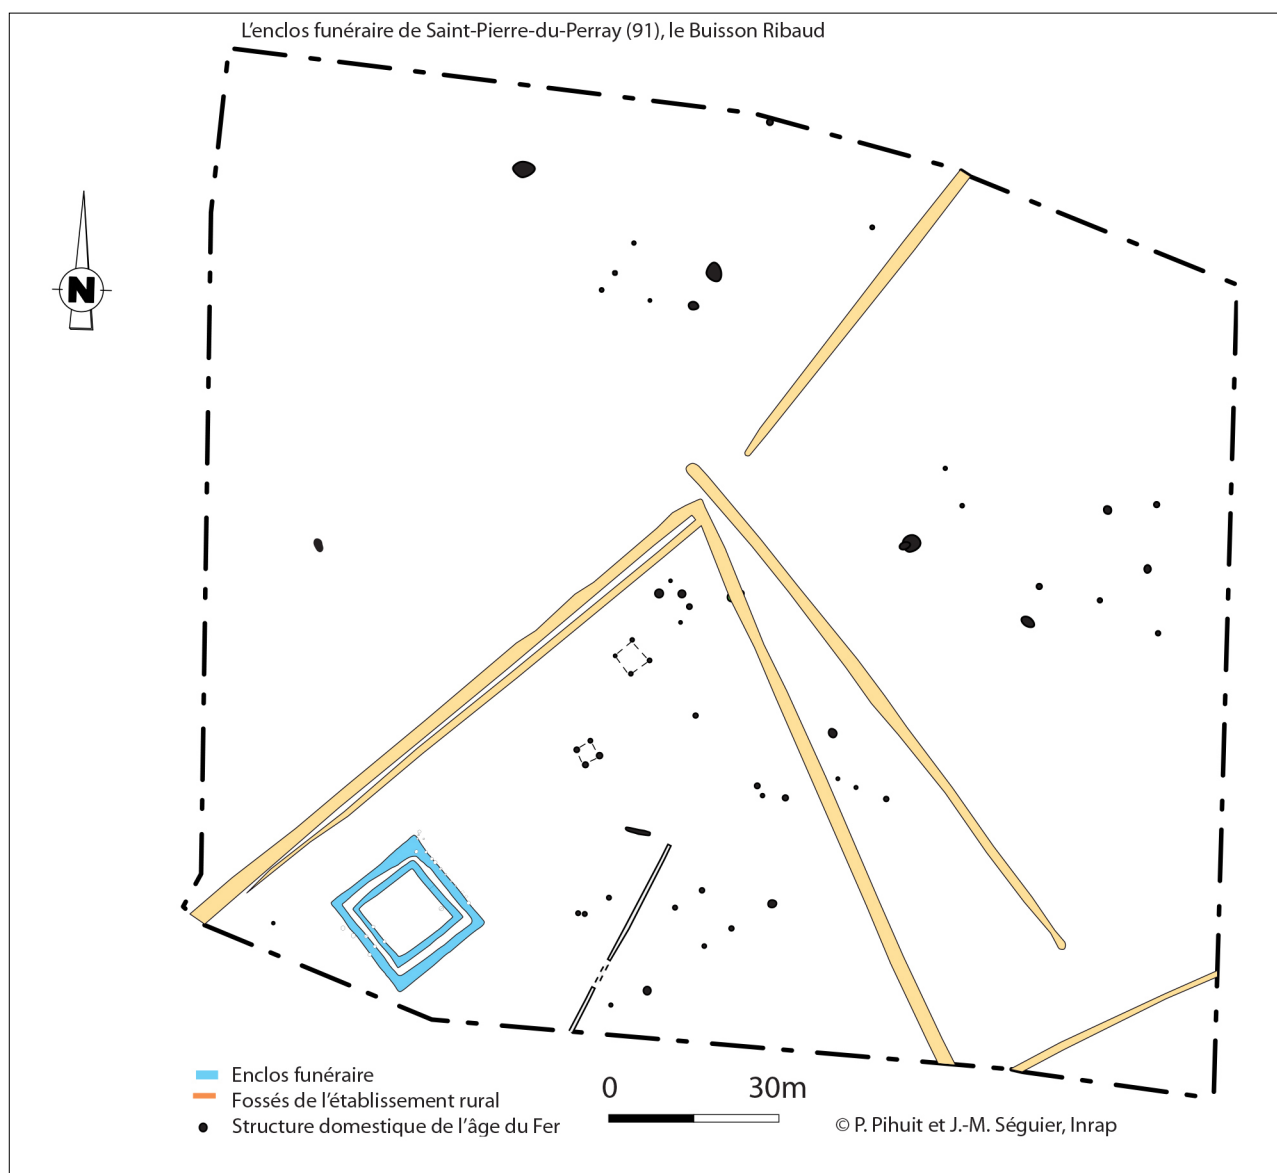 L'enclos funéraire de Saint-Pierre-du-Perray (91), le Buisson Ribaud
N
Enclos funéraire
Fossés de l'établissement rural
Structure domestique de l'âge du Fer
0 30m
© P. Pihuit et J.-M. Séguier, Inrap